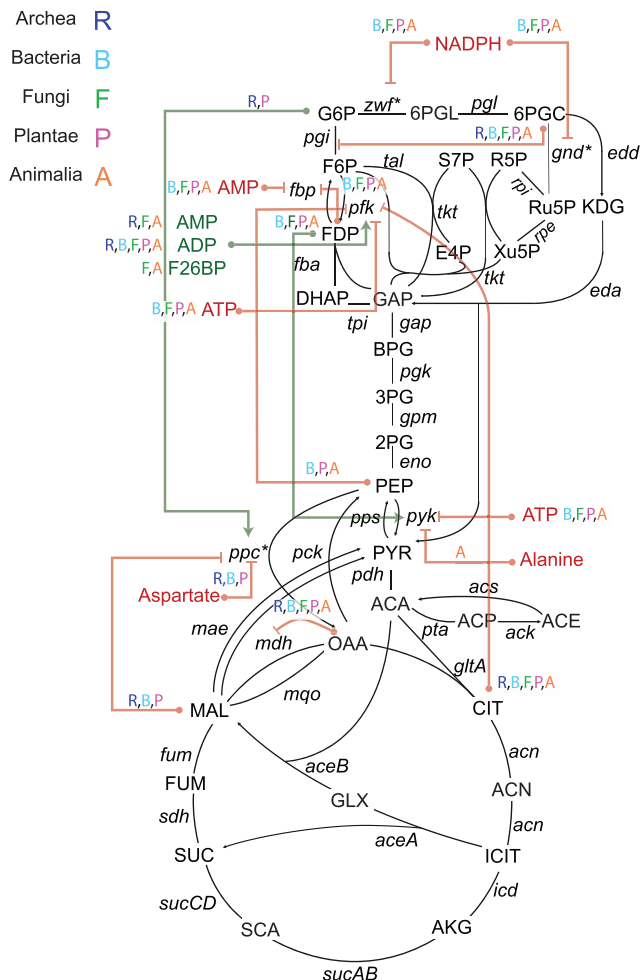 Archea R
Bacteria B
Fungi F
Plantae P
Animalia A
B,F,P,A
B,F,P,A
NADPH
R,P
G6P zwf* 6PGL pgl 6PGC
pgi
R,B,F,P,A
gnd*
edd
F6P
tal
S7P
R5P
B,F,P,A AMP
fbp
B,F,P,A
pfk
rpi
tkt
Ru5P
KDG
R,F,A AMP
B,F,P,A
FDP
rpe
R,B,F,P,A ADP
E4P
Xu5P
fba
F,A F26BP
tkt
eda
DHAP
GAP
B,F,P,A ATP
tpi
gap
BPG
pgk
3PG
gpm
2PG
eno
B,P,A
PEP
pps
pyk
ATP B,F,P,A
ppc*
pck
PYR
A
Alanine
R,B,P
pdh
Aspartate
acs
R,B,F,P,A
ACA
mae
mdh
OAA
pta
ACP
ack
ACE
gltA
R,B,F,P,A
R,B,P
mqo
MAL
CIT
fum
acn
aceB
FUM
ACN
GLX
sdh
acn
aceA
SUC
ICIT
icd
sucCD
SCA
AKG
sucAB